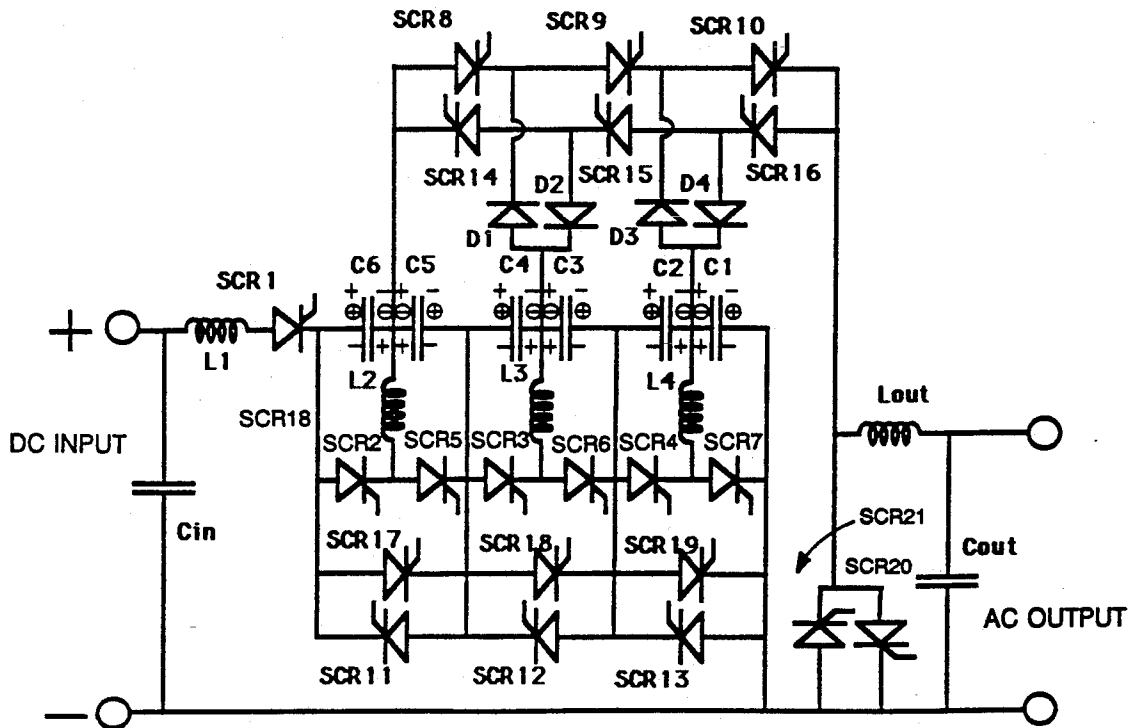 SCR8 SCR9 SCR10
SCR14 SCR15 SCR16
D2 D4
D1 D3
C6 C5 C4 C3 C2 C1
SCR1
+ - + - + -
+
L1
- + - + - +
L2 L3 L4
SCR18
DC INPUT
SCR2 SCR5 SCR3 SCR6 SCR4 SCR7
Lout
Cin
SCR17 SCR18 SCR19
SCR21
SCR20
Cout
AC OUTPUT
SCR11 SCR12 SCR13
-